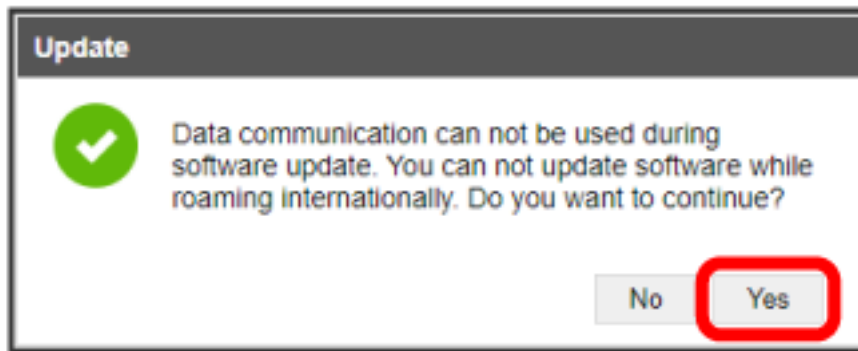 Update
Data communication can not be used during
software update. You can not update software while
roaming internationally. Do you want to continue?
No Yes